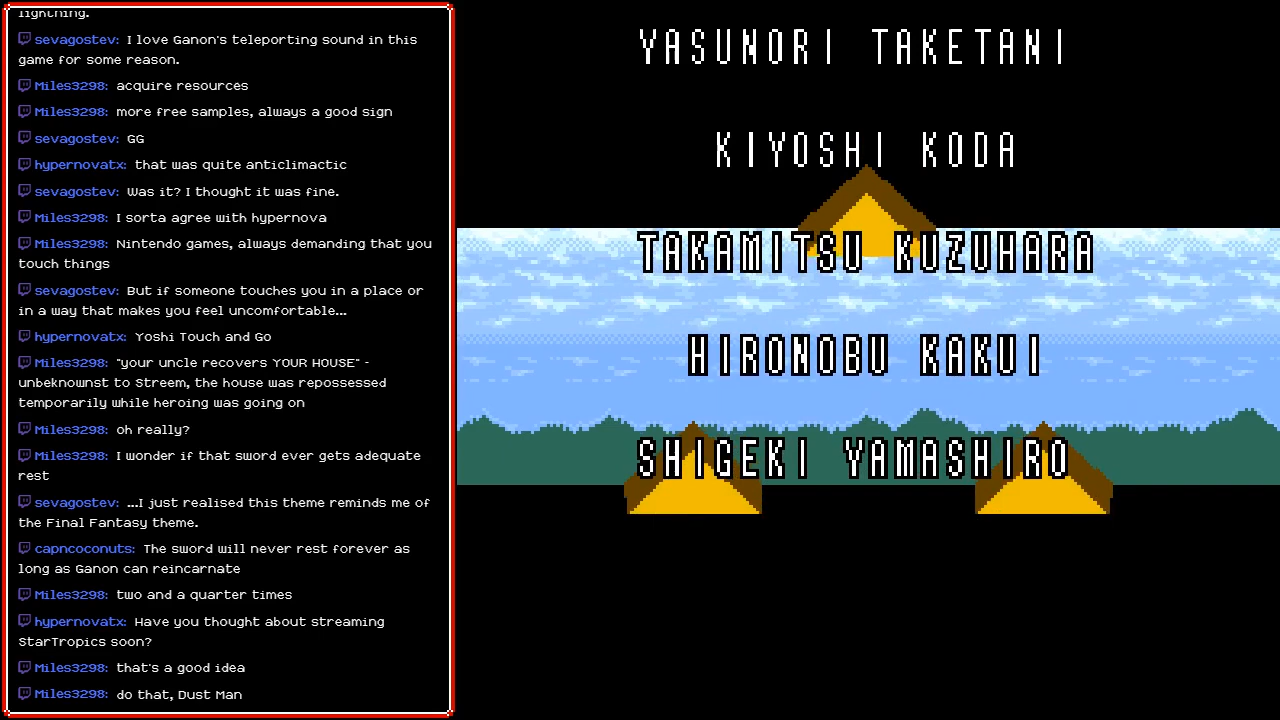 lightning.
sevagostev: I love Ganon's teleporting sound in this
game for some reason.
Miles3298: acquire resources
Miles3298: more free samples, always a good sign
sevagostev: GG
hypernovatx: that was quite anticlimactic
sevagostev: Was it? I thought it was fine.
Miles3298: I sorta agree with hypernova
Miles3298: Nintendo games, always demanding that you
touch things
sevagostev: But if someone touches you in a place or
in a way that makes you feel uncomfortable...
hypernovatx: Yoshi Touch and Go
Miles3298: "your uncle recovers YOUR HOUSE" -
unbeknownst to Streem, the house was repossessed
temporarily while heroing was going on
Miles3298: oh really?
Miles3298: I wonder if that sword ever gets adequate
rest
sevagostev: ...I just realised this theme reminds me of
the Final Fantasy theme.
capncoconuts: The sword will never rest forever as
long as Ganon can reincarnate
Miles3298: two and a quarter times
hypernovatx: Have you thought about streaming
StarTropics soon?
Miles3298: that's a good idea
Miles3298: do that, Dust Man
YASUNORI TAKETANI
KIYOSHI KODA
TAKAMITSU KUZUHARA
HIRONOBU KAKUI
SHIGEKI YAMASHIRO